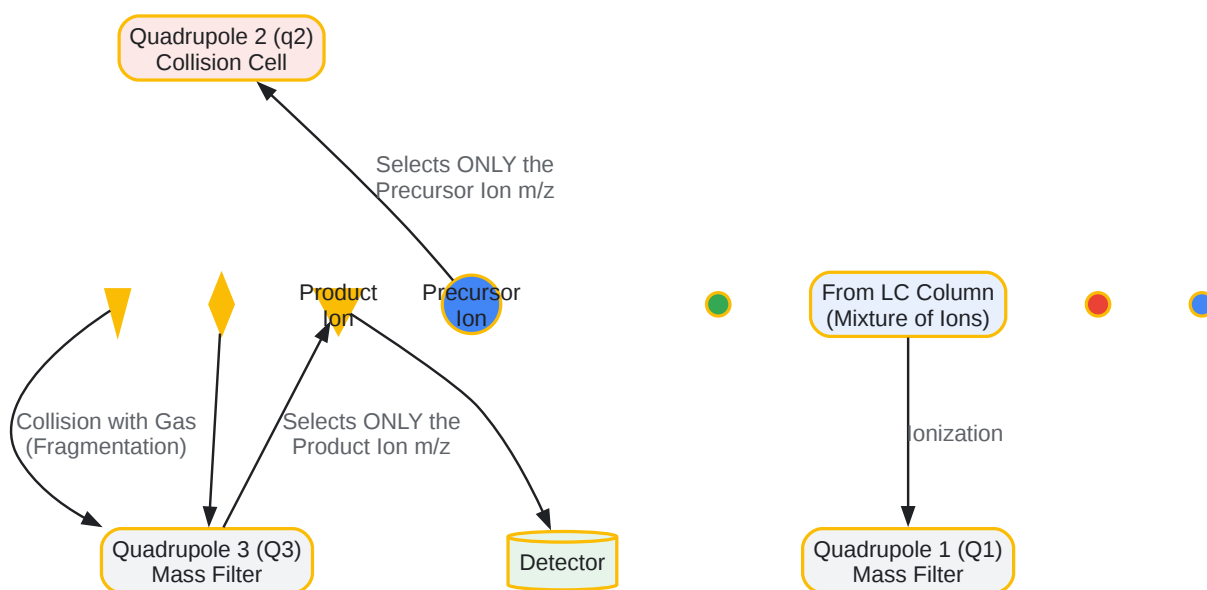 Quadrupole 2 (q2)
Collision Cell
Selects ONLY the
Precursor Ion m/z
Product
Ion
Precursor
Ion
From LC Column
(Mixture of Ions)
Collision with Gas
(Fragmentation)
Selects ONLY the
Product Ion m/z
Ionization
Quadrupole 3 (Q3)
Mass Filter
Detector
Quadrupole 1 (Q1)
Mass Filter